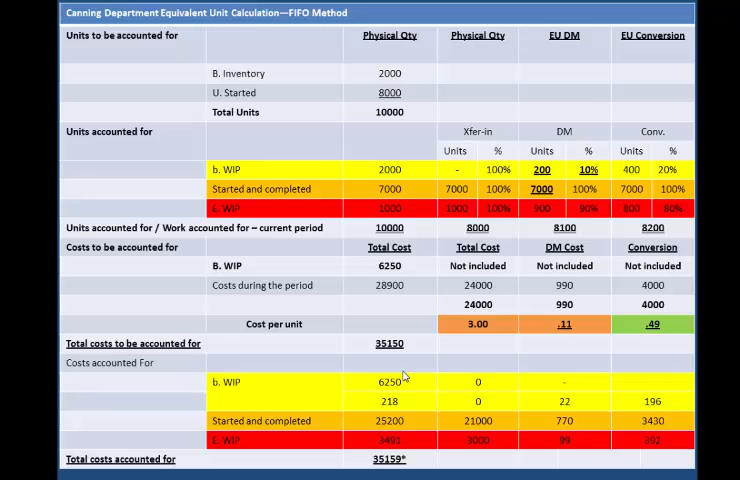 Canning Department Equivalent Unit Calculation—FIFO Method
Units to be accounted for Physical Qty Physical Qty EU DM EU Conversion
B. Inventory 2000
U. Started 8000
Total Units 10000
Units accounted for Xfer-in DM Conv.
Units % Units % Units %
b. WIP 2000 - 100% 200 10% 400 20%
Started and completed 7000 7000 100% 7000 100% 7000 100%
E. WIP 1000 1000 100% 900 90% 800 80%
Units accounted for / Work accounted for – current period 10000 8000 8100 8200
Costs to be accounted for Total Cost Total Cost DM Cost Conversion
B. WIP 6250 Not included Not included Not included
Costs during the period 28900 24000 990 4000
24000 990 4000
Cost per unit 3.00 .11 .49
Total costs to be accounted for 35150
Costs accounted For
b. WIP 6250 0 -
218 0 22 196
Started and completed 25200 21000 770 3430
E. WIP 3491 3000 99 392
Total costs accounted for 35159*